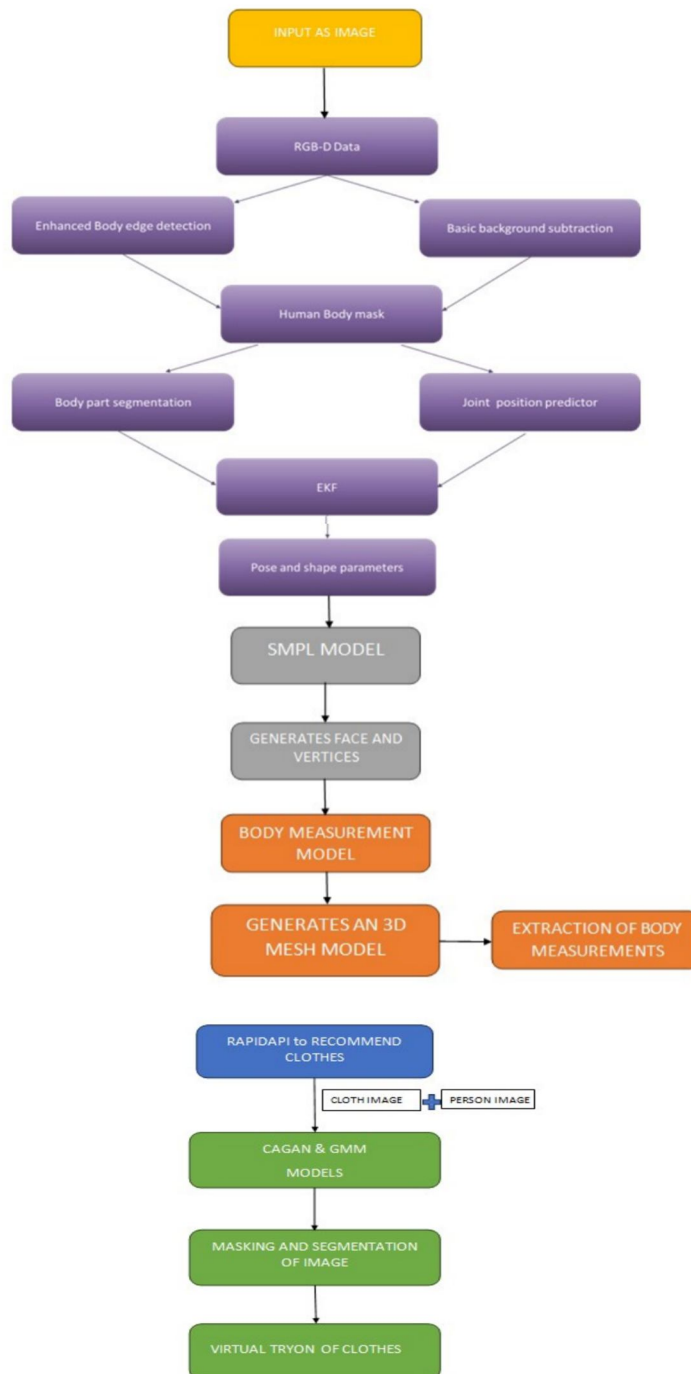 INPUT AS IMAGE
RGB-D Data
Enhanced Body edge detection
Basic background subtraction
Human Body mask
Body part segmentation
Joint position predictor
EKF
Pose and shape parameters
SMPL MODEL
GENERATES FACE AND
VERTICES
BODY MEASUREMENT
MODEL
GENERATES AN 3D
MESH MODEL
EXTRACTION OF BODY
MEASUREMENTS
RAPIDAPI to RECOMMEND
CLOTHES
CLOTH IMAGE
PERSON IMAGE
CAGAN & GMM
MODELS
MASKING AND SEGMENTATION
OF IMAGE
VIRTUAL TRYON OF CLOTHES